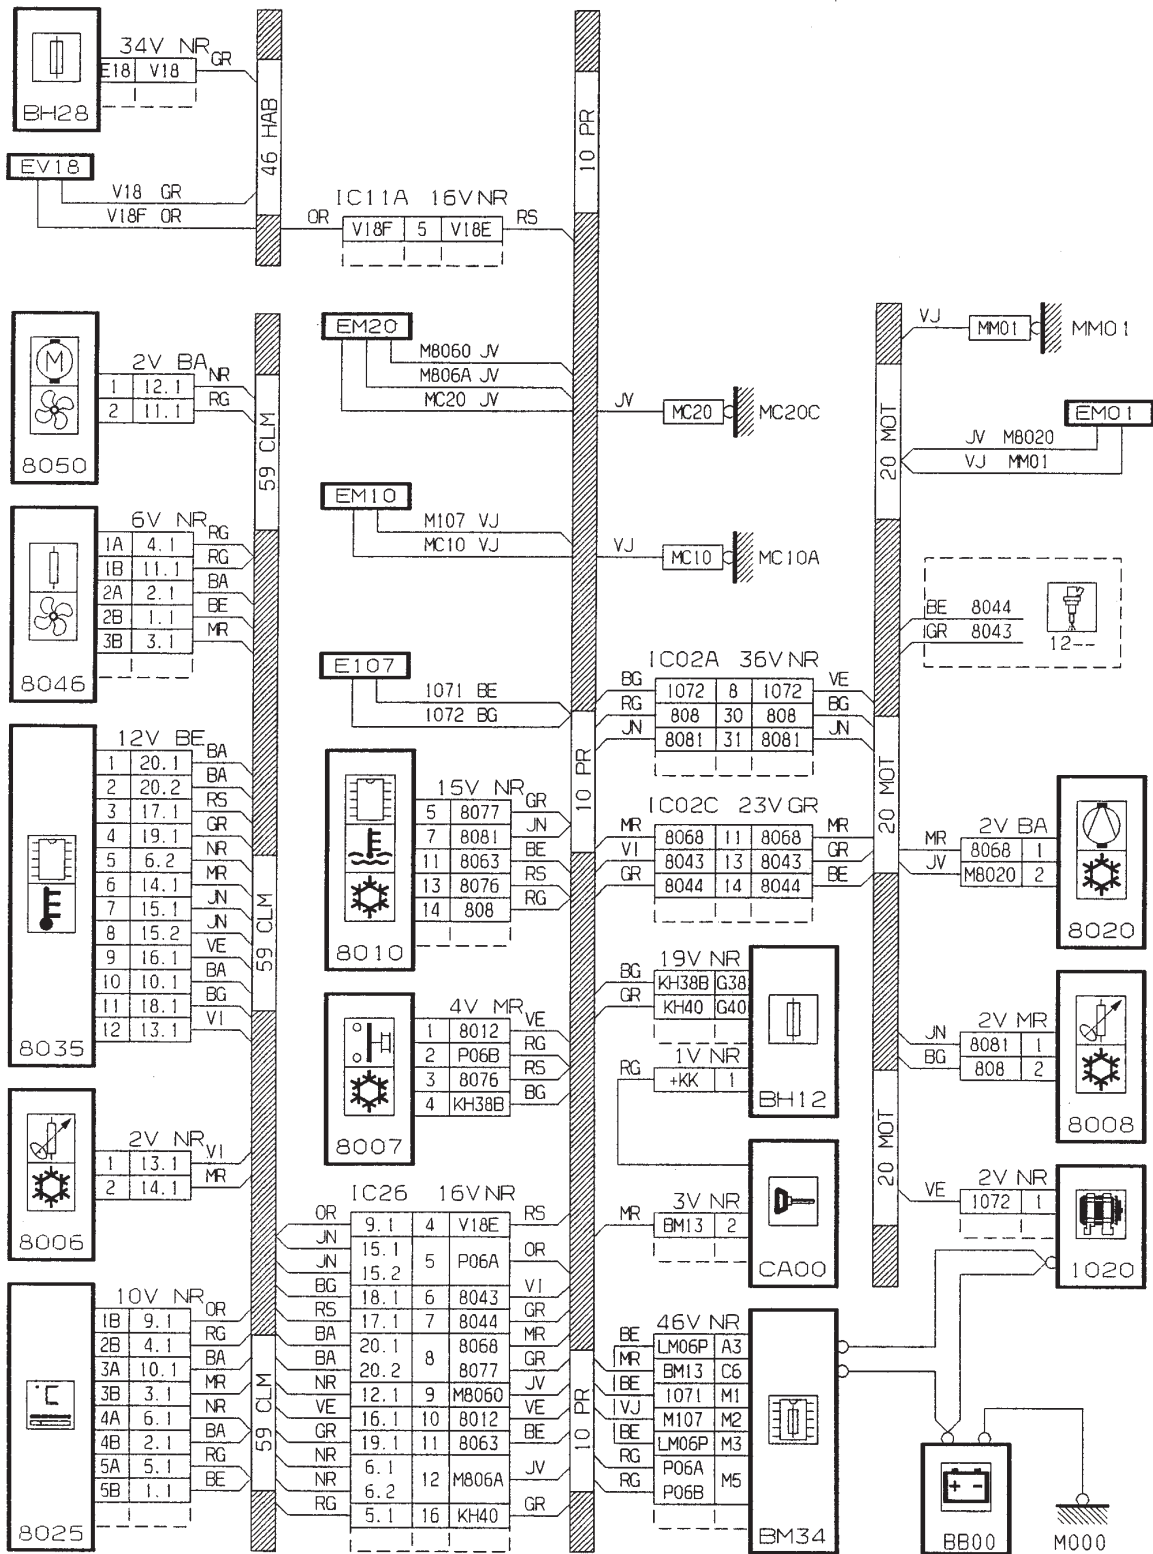 34V NR
E18 V18 GR
BH28
EV18
V18 GR
V18F OR
46 HAB
IC11A 16V NR
OR V18F 5 V18E RS
10 PR
8050
2V BA
1 12.1 NR
2 11.1 RG
59 CLM
8046
6V NR
1A 4.1 RG
1B 11.1 RG
2A 2.1 BA
2B 1.1 BE
3B 3.1 MR
8035
12V BE
1 20.1 BA
2 20.2 BA
3 17.1 RS
4 19.1 GR
5 6.2 NR
6 14.1 MR
7 15.1 JN
8 15.2 JN
9 16.1 VE
10 10.1 BA
11 18.1 BG
12 13.1 VI
59 CLM
8006
2V NR
1 13.1 VI
2 14.1 MR
8025
10V NR
1B 9.1 OR
2B 4.1 RG
3A 10.1 BA
3B 3.1 MR
4A 6.1 NR
4B 2.1 BA
5A 5.1 RG
5B 1.1 BE
59 CLM
EM20
M8060 JV
M806A JV
MC20 JV
JV MC20 MC20C
EM10
M107 VJ
MC10 VJ
VJ MC10 MC10A
E107
1071 BE
1072 BG
10 PR
8010
15V NR
5 8077 GR
7 8081 JN
11 8063 BE
13 8076 RS
14 808 RG
8007
4V MR
1 8012 VE
2 P06B RG
3 8076 RS
4 KH38B BG
IC26 16V NR
OR 9.1 4 V18E RS
JN 15.1
JN 15.2 5 P06A OR
BG 18.1 6 8043 VI
RS 17.1 7 8044 GR
BA 20.1 8068 MR
BA 20.2 8 8077 GR
NR 12.1 9 M8060 JV
VE 16.1 10 8012 VE
GR 19.1 11 8063 BE
NR 6.1
NR 6.2 12 M806A JV
RG 5.1 16 KH40 GR
10 PR
IC02A 36V NR
BG 1072 8 1072 VE
RG 808 30 808 BG
JN 8081 31 8081 JN
IC02C 23V GR
MR 8068 11 8068 MR
VI 8043 13 8043 GR
GR 8044 14 8044 BE
19V NR
BG KH38B G38
GR KH40 G40
1V NR
RG +KK 1
BH12
3V NR
MR BM13 2
CA00
46V NR
BE LM06P A3
MR BM13 C6
BE 1071 M1
VJ M107 M2
BE LM06P M3
RG P06A
RG P06B M5
BM34
VJ MM01 MM01
EM01
JV M8020
VJ MM01
20 MOT
BE 8044
GR 8043
12--
20 MOT
2V BA
MR 8068 1
JV M8020 2
8020
2V MR
JN 8081 1
BG 808 2
8008
20 MOT
2V NR
VE 1072 1
1020
BB00
M000